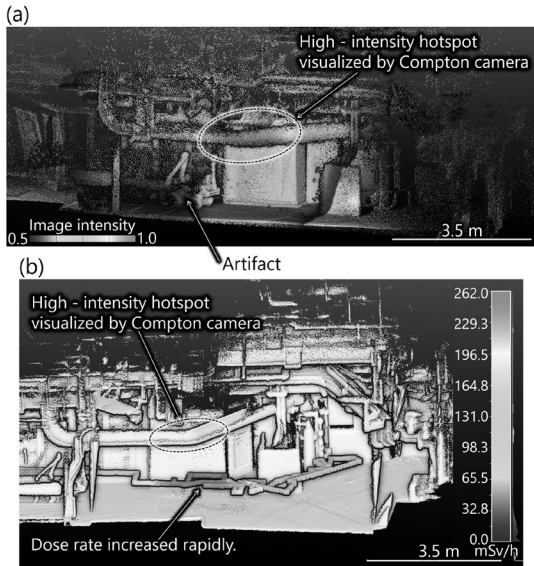 (a)
High - intensity hotspot
visualized by Compton camera
Image intensity
0.5
1.0
3.5 m
Artifact
(b)
High - intensity hotspot
visualized by Compton camera
262.0
229.3
196.5
164.8
131.0
98.3
65.5
32.8
0.0
Dose rate increased rapidly.
3.5 m
mSv/h